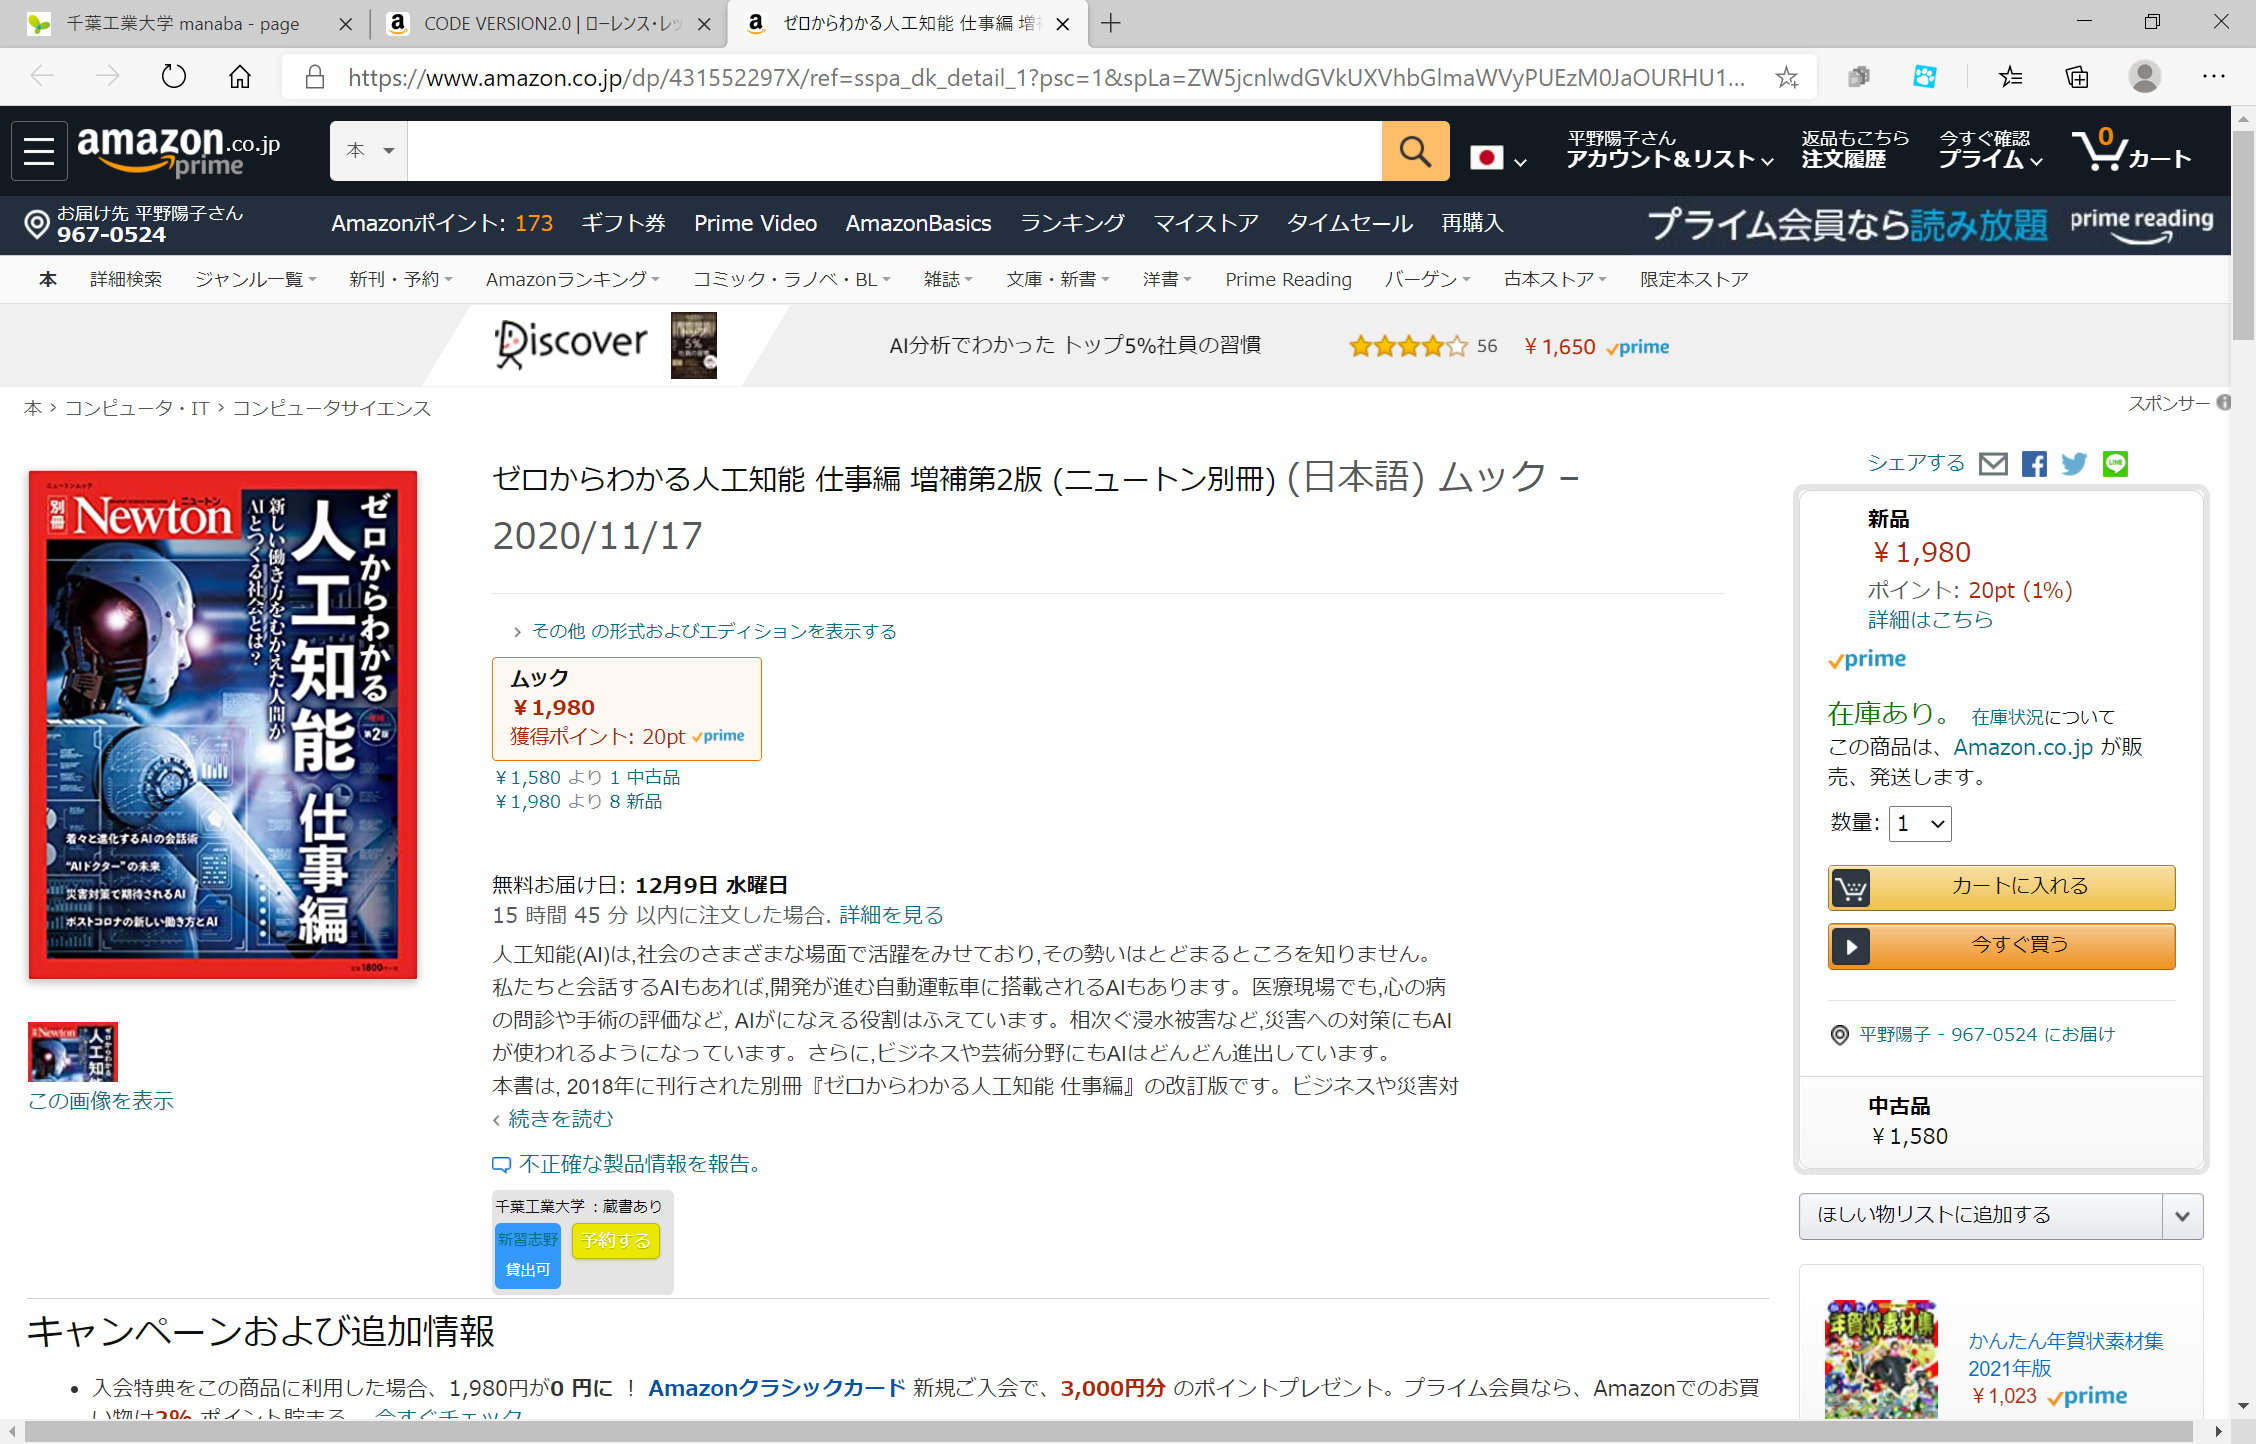 千葉工業大学 manaba - page
CODE VERSION2.0 | ローレンス・レッ
ゼロからわかる人工知能 仕事編 増
https://www.amazon.co.jp/dp/431552297X/ref=sspa_dk_detail_1?psc=1&spLa=ZW5jcnlwdGVkUXVhbGlmaWVyPUEzM0JaOURHU1...
amazon.co.jp
prime
本
平野陽子さん
アカウント&リスト
返品もこちら
注文履歴
今すぐ確認
プライム
0
カート
お届け先 平野陽子さん
967-0524
Amazonポイント: 173
ギフト券
Prime Video
AmazonBasics
ランキング
マイストア
タイムセール
再購入
プライム会員なら読み放題 prime reading
本
詳細検索
ジャンル一覧
新刊・予約
Amazonランキング
コミック・ラノベ・BL
雑誌
文庫・新書
洋書
Prime Reading
バーゲン
古本ストア
限定本ストア
Discover
AI分析でわかった トップ5%社員の習慣
56
￥1,650 prime
本 › コンピュータ・IT › コンピュータサイエンス
スポンサー
ニュートンムック
別冊 Newton
ニュートン
ゼロからわかる
人工知能 仕事編
増補第2版
新しい働き方をむかえた人間が
AIとつくる社会とは?
着々と進化するAIの会話術
“AIドクター”の未来
災害対策で期待されるAI
ポストコロナの新しい働き方とAI
この画像を表示
ゼロからわかる人工知能 仕事編 増補第2版 (ニュートン別冊) (日本語) ムック –
2020/11/17
› その他 の形式およびエディションを表示する
ムック
￥1,980
獲得ポイント: 20pt prime
￥1,580 より 1 中古品
￥1,980 より 8 新品
無料お届け日: 12月9日 水曜日
15 時間 45 分 以内に注文した場合. 詳細を見る
人工知能(AI)は,社会のさまざまな場面で活躍をみせており,その勢いはとどまるところを知りません。
私たちと会話するAIもあれば,開発が進む自動運転車に搭載されるAIもあります。医療現場でも,心の病
の問診や手術の評価など, AIがになえる役割はふえています。相次ぐ浸水被害など,災害への対策にもAI
が使われるようになっています。さらに,ビジネスや芸術分野にもAIはどんどん進出しています。
本書は, 2018年に刊行された別冊『ゼロからわかる人工知能 仕事編』の改訂版です。ビジネスや災害対
‹ 続きを読む
不正確な製品情報を報告。
千葉工業大学 : 蔵書あり
新習志野
貸出可
予約する
シェアする
LINE
新品
￥1,980
ポイント: 20pt (1%)
詳細はこちら
prime
在庫あり。 在庫状況について
この商品は、Amazon.co.jp が販
売、発送します。
数量: 1
カートに入れる
今すぐ買う
平野陽子 - 967-0524 にお届け
中古品
￥1,580
ほしい物リストに追加する
年賀状素材集
かんたん年賀状素材集
2021年版
￥1,023 prime
キャンペーンおよび追加情報
• 入会特典をこの商品に利用した場合、1,980円が0 円に ！ Amazonクラシックカード 新規ご入会で、3,000円分 のポイントプレゼント。プライム会員なら、Amazonでのお買
い物は2% ポイント貯まる。 今すぐチェック